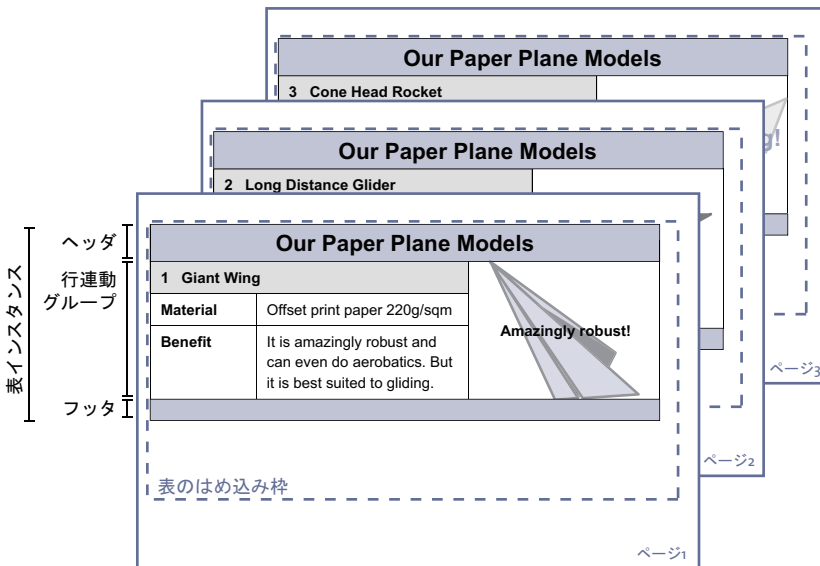 Our Paper Plane Models
3 Cone Head Rocket
Our Paper Plane Models
2 Long Distance Glider
表インスタンス
ヘッダ
行連動
グループ
フッタ
Our Paper Plane Models
1 Giant Wing
Material
Offset print paper 220g/sqm
Benefit
It is amazingly robust and
can even do aerobatics. But
it is best suited to gliding.
Amazingly robust!
表のはめ込み枠
ページ1
ページ2
ページ3